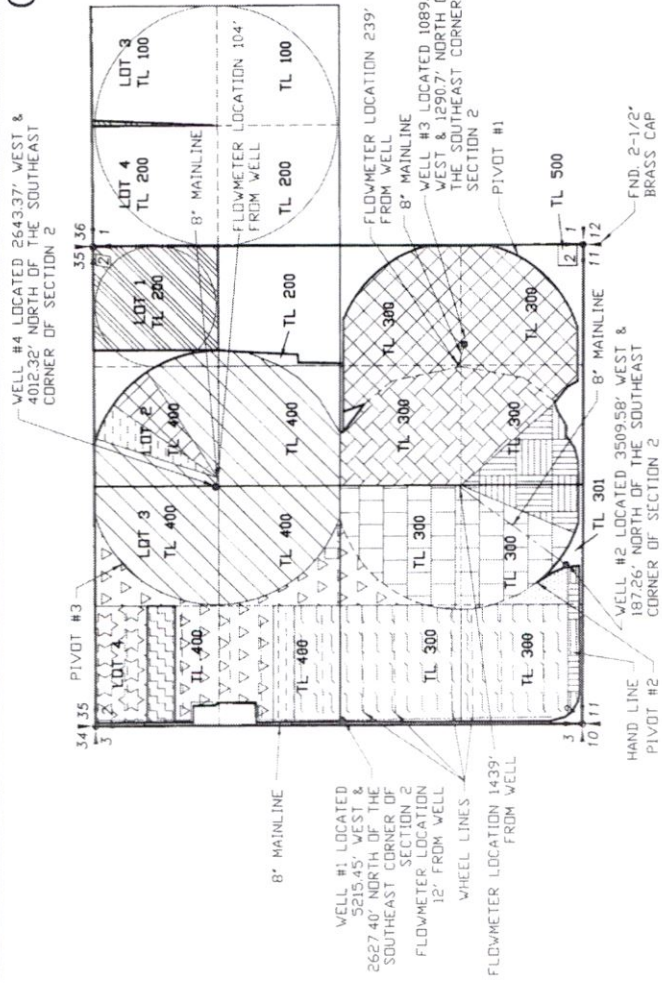 WELL #4 LOCATED 2643.37' WEST &
4012.32' NORTH OF THE SOUTHEAST
CORNER OF SECTION 2
PIVOT #3
34 35
3 2
35 36
2 1
LOT 4
LOT 3
TL 400
LOT 2
TL 400
LOT 1
TL 200
LOT 4
TL 200
LOT 3
TL 100
8" MAINLINE
FLOWMETER LOCATION 104'
FROM WELL
TL 400
TL 400
TL 400
TL 400
TL 200
TL 200
TL 100
8" MAINLINE
FLOWMETER LOCATION 239'
FROM WELL
8" MAINLINE
WELL #3 LOCATED 1089.
WEST & 1290.7' NORTH
THE SOUTHEAST CORNER
SECTION 2
PIVOT #1
TL 300
TL 300
TL 300
TL 300
TL 300
TL 300
TL 300
TL 300
TL 500
TL 301
WELL #1 LOCATED
5215.45' WEST &
2627.40' NORTH OF THE
SOUTHEAST CORNER OF
SECTION 2
FLOWMETER LOCATION
12' FROM WELL
WHEEL LINES
FLOWMETER LOCATION 1439'
FROM WELL
3 2
10 11
2 1
11 12
FND. 2-1/2"
BRASS CAP
8" MAINLINE
WELL #2 LOCATED 3509.58' WEST &
187.26' NORTH OF THE SOUTHEAST
CORNER OF SECTION 2
HAND LINE
PIVOT #2